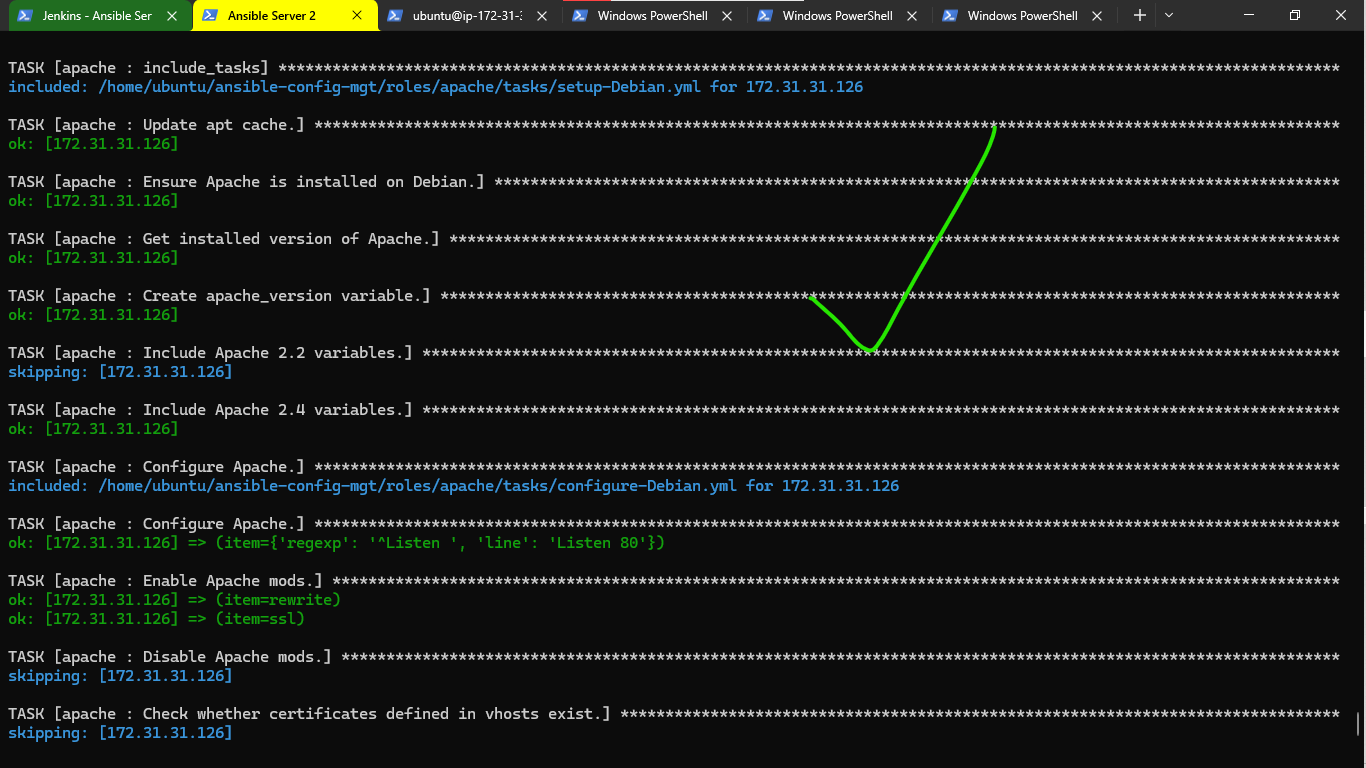 Jenkins - Ansible Ser
Ansible Server 2
ubuntu@ip-172-31-3
Windows PowerShell
Windows PowerShell
Windows PowerShell
TASK [apache : include_tasks] **********************************************************************************************************************
included: /home/ubuntu/ansible-config-mgt/roles/apache/tasks/setup-Debian.yml for 172.31.31.126
TASK [apache : Update apt cache.] ******************************************************************************************************************
ok: [172.31.31.126]
TASK [apache : Ensure Apache is installed on Debian.] **********************************************************************************************
ok: [172.31.31.126]
TASK [apache : Get installed version of Apache.] ***************************************************************************************************
ok: [172.31.31.126]
TASK [apache : Create apache_version variable.] ****************************************************************************************************
ok: [172.31.31.126]
TASK [apache : Include Apache 2.2 variables.] ******************************************************************************************************
skipping: [172.31.31.126]
TASK [apache : Include Apache 2.4 variables.] ******************************************************************************************************
ok: [172.31.31.126]
TASK [apache : Configure Apache.] ******************************************************************************************************************
included: /home/ubuntu/ansible-config-mgt/roles/apache/tasks/configure-Debian.yml for 172.31.31.126
TASK [apache : Configure Apache.] ******************************************************************************************************************
ok: [172.31.31.126] => (item={'regexp': '^Listen ', 'line': 'Listen 80'})
TASK [apache : Enable Apache mods.] ****************************************************************************************************************
ok: [172.31.31.126] => (item=rewrite)
ok: [172.31.31.126] => (item=ssl)
TASK [apache : Disable Apache mods.] ***************************************************************************************************************
skipping: [172.31.31.126]
TASK [apache : Check whether certificates defined in vhosts exist.] ********************************************************************************
skipping: [172.31.31.126]